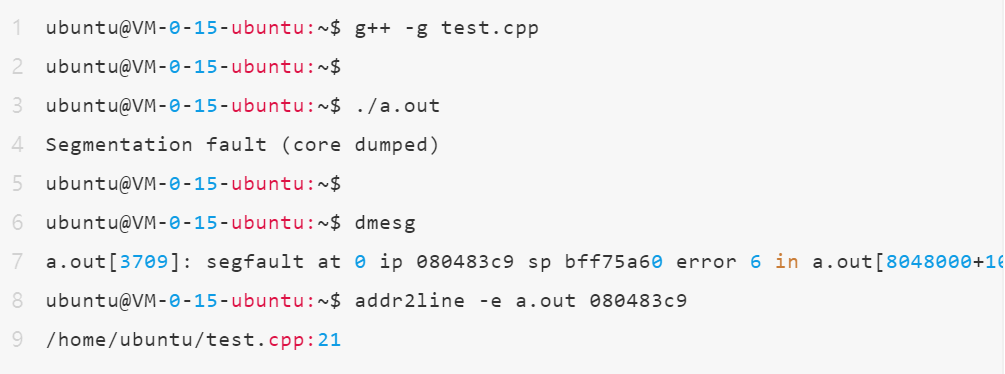 1 ubuntu@VM-0-15-ubuntu:~$ g++ -g test.cpp
2 ubuntu@VM-0-15-ubuntu:~$
3 ubuntu@VM-0-15-ubuntu:~$ ./a.out
4 Segmentation fault (core dumped)
5 ubuntu@VM-0-15-ubuntu:~$
6 ubuntu@VM-0-15-ubuntu:~$ dmesg
7 a.out[3709]: segfault at 0 ip 080483c9 sp bff75a60 error 6 in a.out[8048000+10
8 ubuntu@VM-0-15-ubuntu:~$ addr2line -e a.out 080483c9
9 /home/ubuntu/test.cpp:21